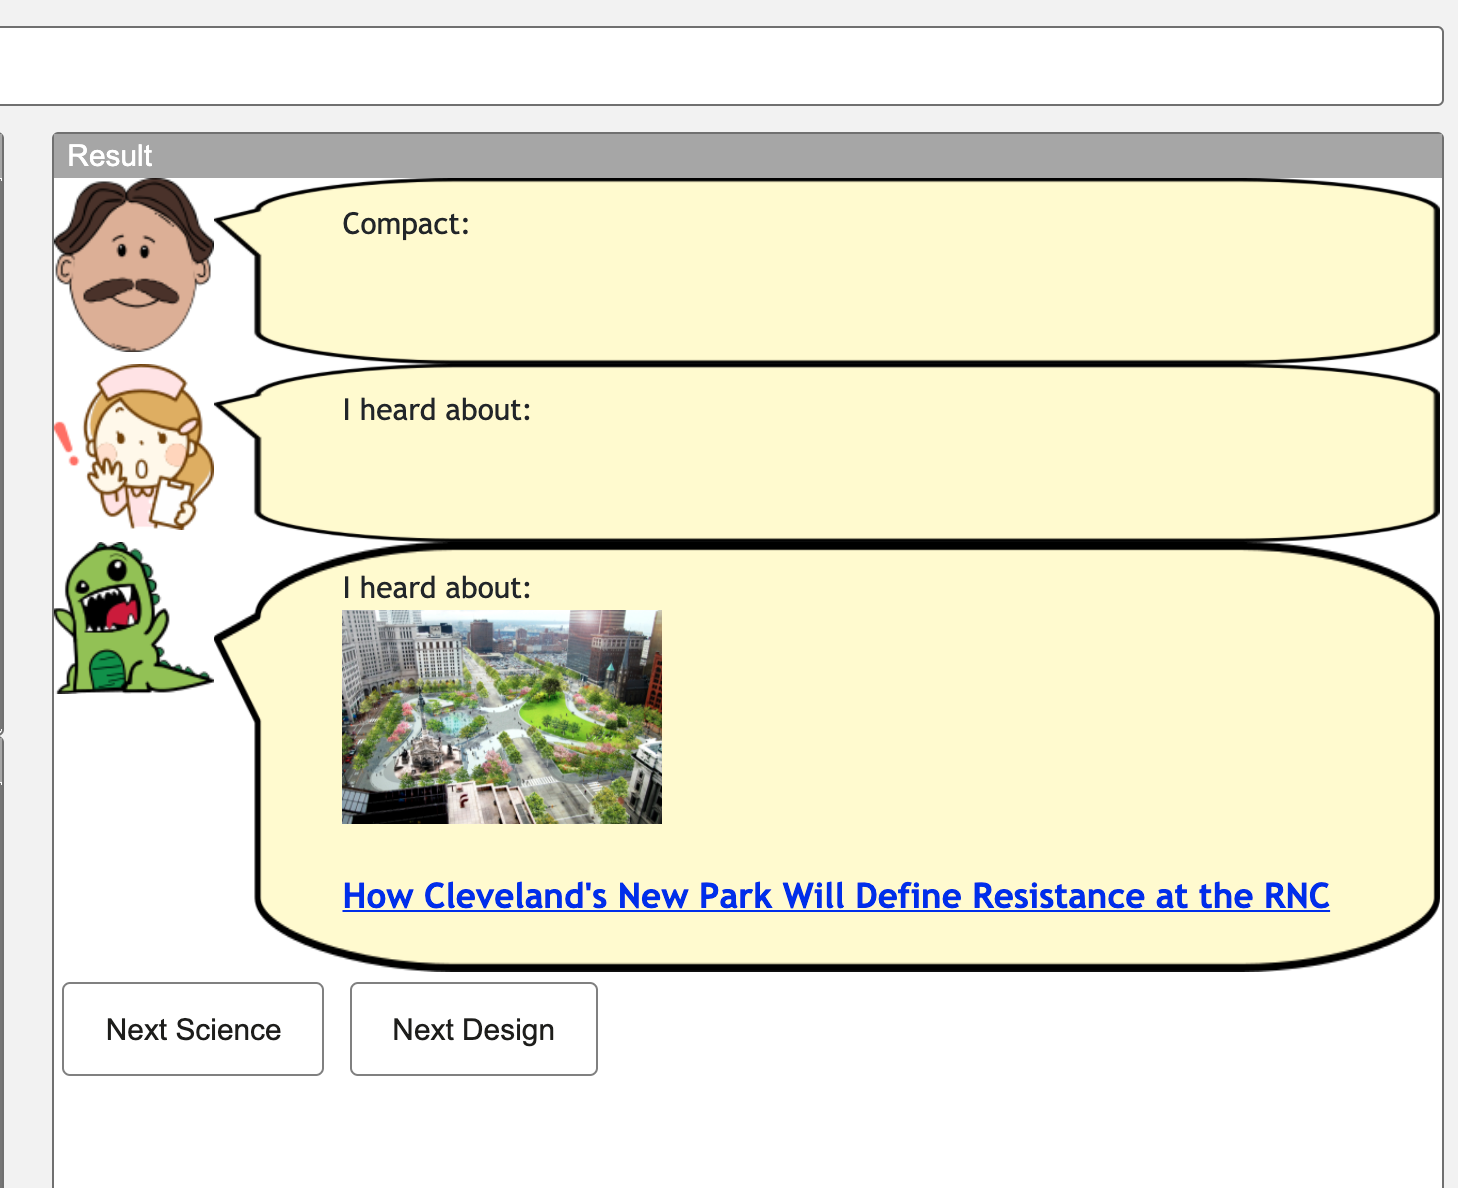 Result
Compact:
I heard about:
I heard about:
How Cleveland's New Park Will Define Resistance at the RNC
Next Science
Next Design